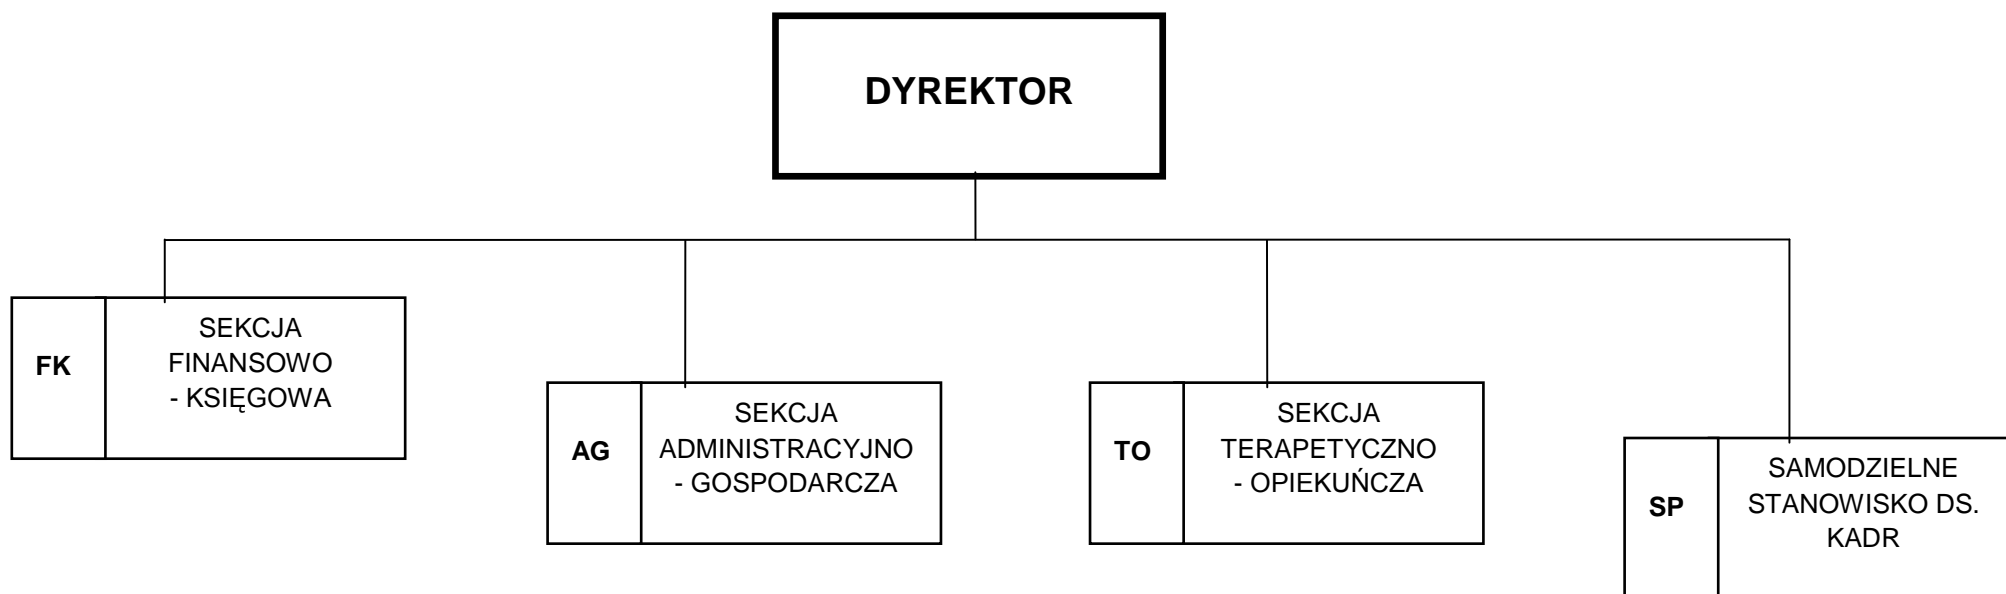 DYREKTOR
FK
SEKCJA
FINANSOWO
- KSIĘGOWA
AG
SEKCJA
ADMINISTRACYJNO
- GOSPODARCZA
TO
SEKCJA
TERAPETYCZNO
- OPIEKUŃCZA
SP
SAMODZIELNE
STANOWISKO DS.
KADR